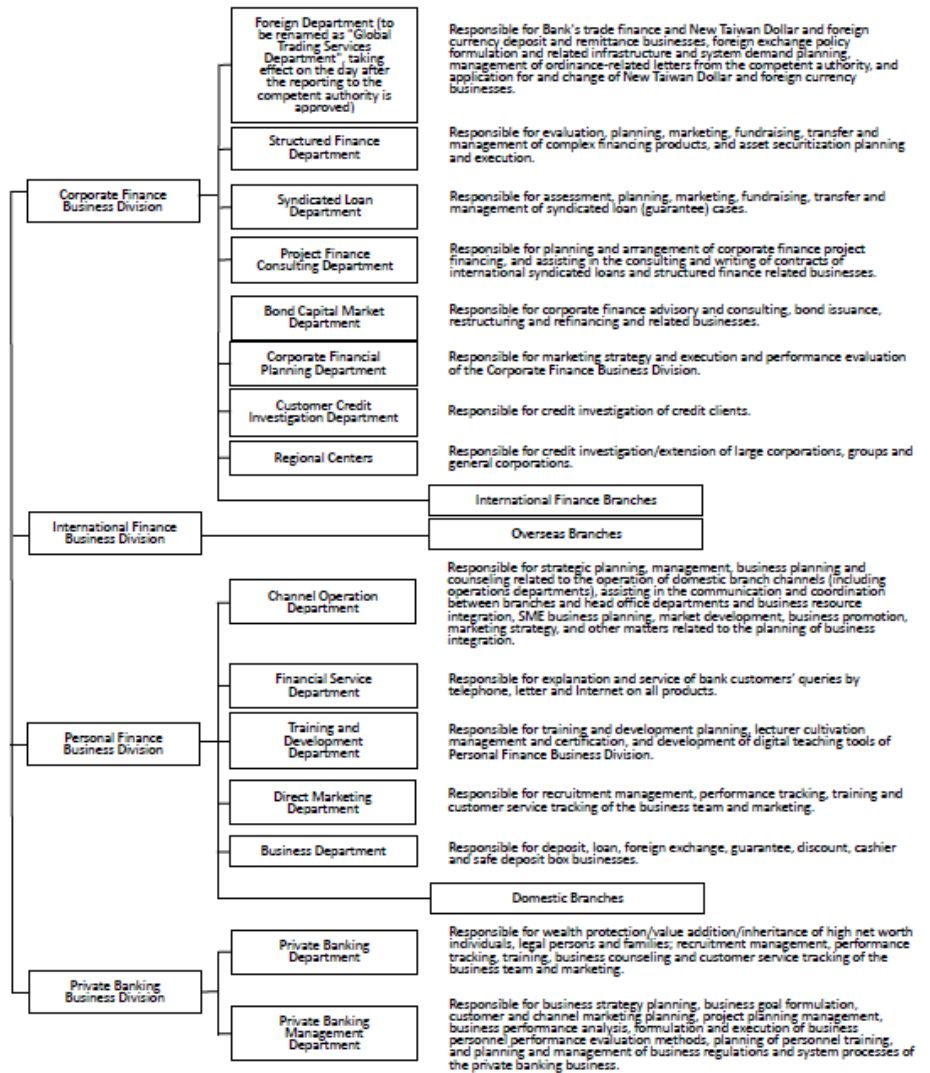 Foreign Department (to
be renamed as "Global
Trading Services
Department", taking
effect on the day after
the reporting to the
competent authority is
approved)
Responsible for Bank's trade finance and New Taiwan Dollar and foreign
currency deposit and remittance businesses, foreign exchange policy
formulation and related infrastructure and system demand planning,
management of ordinance-related letters from the competent authority, and
application for and change of New Taiwan Dollar and foreign currency
businesses.
Structured Finance
Department
Responsible for evaluation, planning, marketing, fundraising, transfer and
management of complex financing products, and asset securitization planning
and execution.
Corporate Finance
Business Division
Syndicated Loan
Department
Responsible for assessment, planning, marketing, fundraising, transfer and
management of syndicated loan (guarantee) cases.
Project Finance
Consulting Department
Responsible for planning and arrangement of corporate finance project
financing, and assisting in the consulting and writing of contracts of
international syndicated loans and structured finance related businesses.
Bond Capital Market
Department
Responsible for corporate finance advisory and consulting, bond issuance,
restructuring and refinancing and related businesses.
Corporate Financial
Planning Department
Responsible for marketing strategy and execution and performance evaluation
of the Corporate Finance Business Division.
Customer Credit
Investigation Department
Responsible for credit investigation of credit clients.
Regional Centers
Responsible for credit investigation/extension of large corporations, groups and
general corporations.
International Finance Branches
International Finance
Business Division
Overseas Branches
Channel Operation
Department
Responsible for strategic planning, management, business planning and
counseling related to the operation of domestic branch channels (including
operations departments), assisting in the communication and coordination
between branches and head office departments and business resource
integration, SME business planning, market development, business promotion,
marketing strategy, and other matters related to the planning of business
integration.
Financial Service
Department
Responsible for explanation and service of bank customers' queries by
telephone, letter and Internet on all products.
Personal Finance
Business Division
Training and
Development
Department
Responsible for training and development planning, lecturer cultivation
management and certification, and development of digital teaching tools of
Personal Finance Business Division.
Direct Marketing
Department
Responsible for recruitment management, performance tracking, training and
customer service tracking of the business team and marketing.
Business Department
Responsible for deposit, loan, foreign exchange, guarantee, discount, cashier
and safe deposit box businesses.
Domestic Branches
Private Banking
Department
Responsible for wealth protection/value addition/inheritance of high net worth
individuals, legal persons and families; recruitment management, performance
tracking, training, business counseling and customer service tracking of the
business team and marketing.
Private Banking
Business Division
Private Banking
Management
Department
Responsible for business strategy planning, business goal formulation,
customer and channel marketing planning, project planning management,
business performance analysis, formulation and execution of business
personnel performance evaluation methods, planning of personnel training,
and planning and management of business regulations and system processes of
the private banking business.